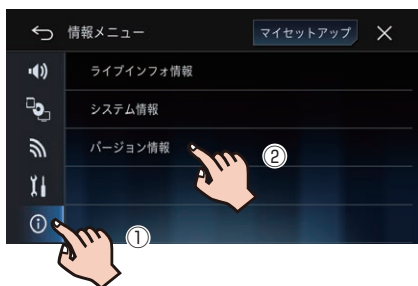 情報メニュー
マイセットアップ
ライブインフォ情報
システム情報
バージョン情報
②
①